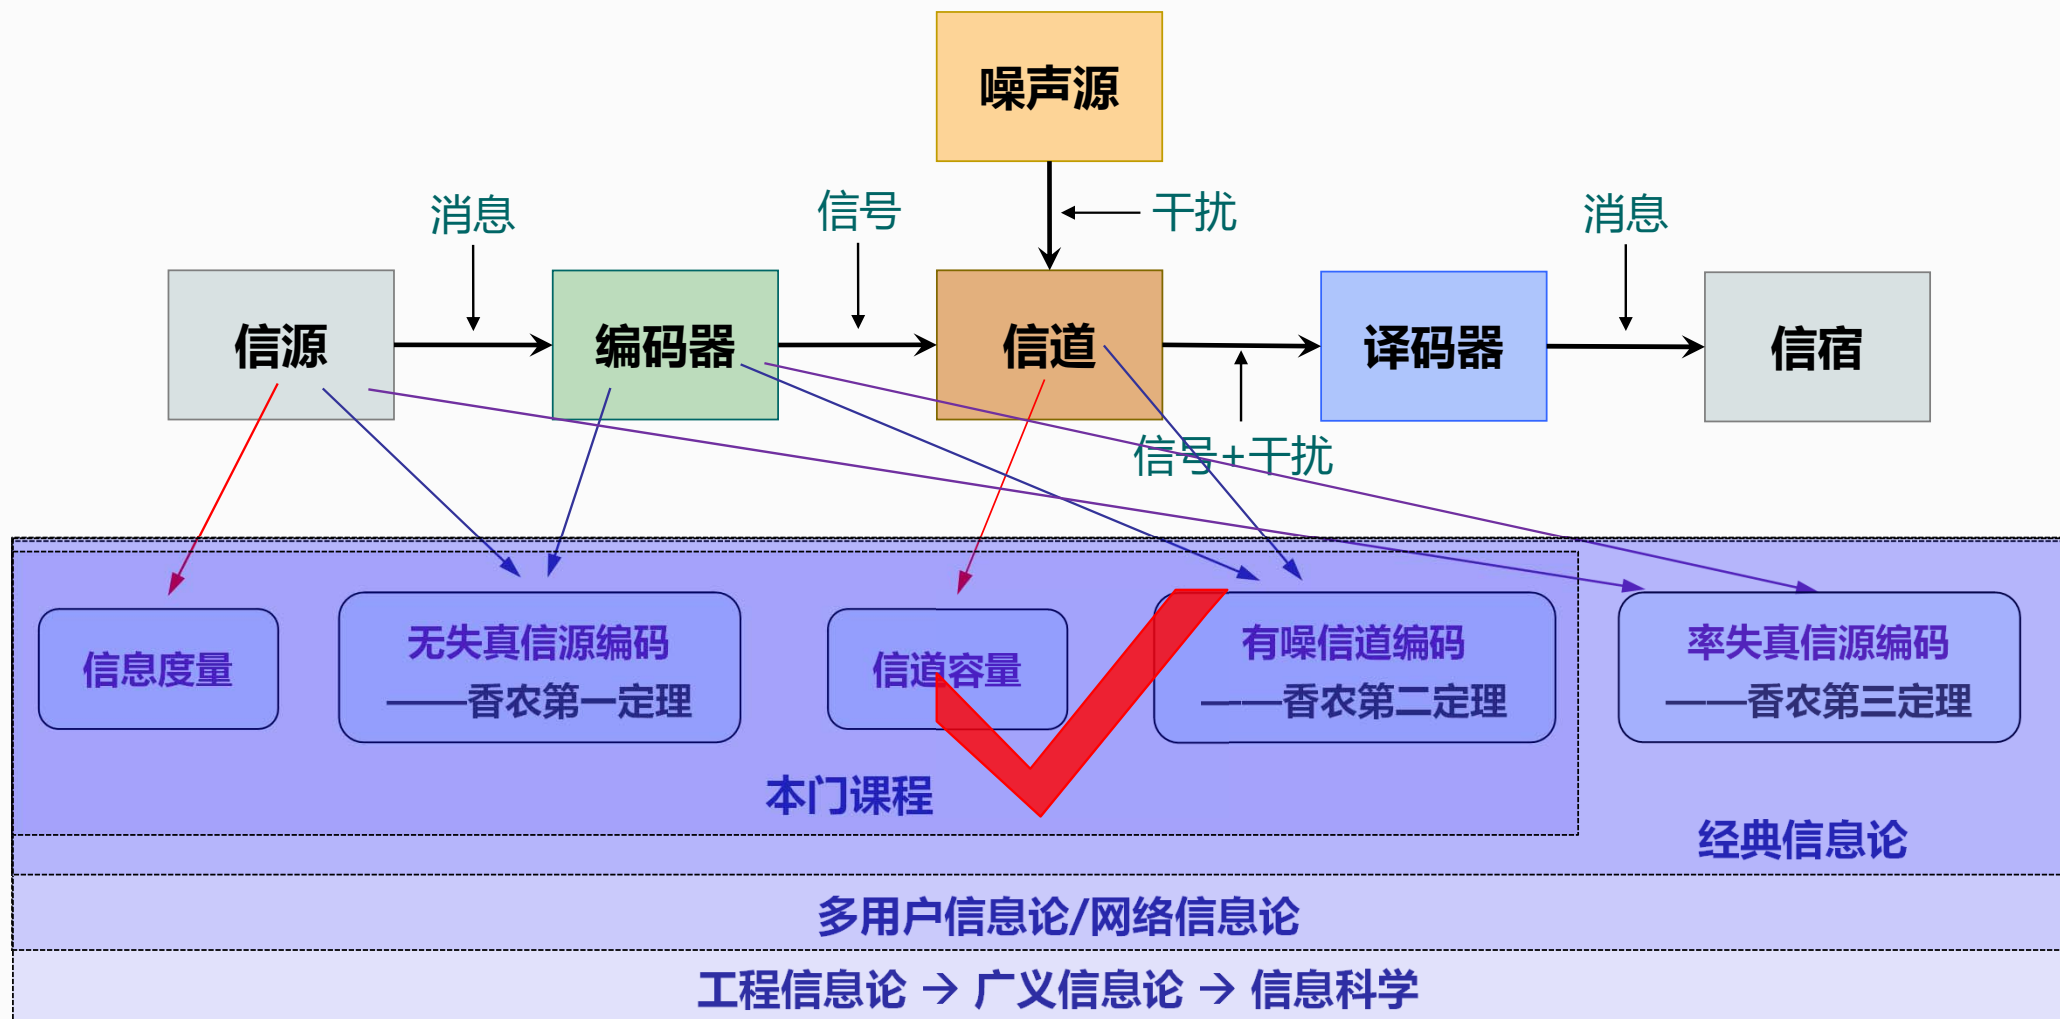 噪声源
消息
信号
干扰
消息
信源
编码器
信道
译码器
信宿
信号+干扰
信息度量
无失真信源编码
——香农第一定理
信道容量
有噪信道编码
——香农第二定理
率失真信源编码
——香农第三定理
本门课程
经典信息论
多用户信息论/网络信息论
工程信息论 → 广义信息论 → 信息科学